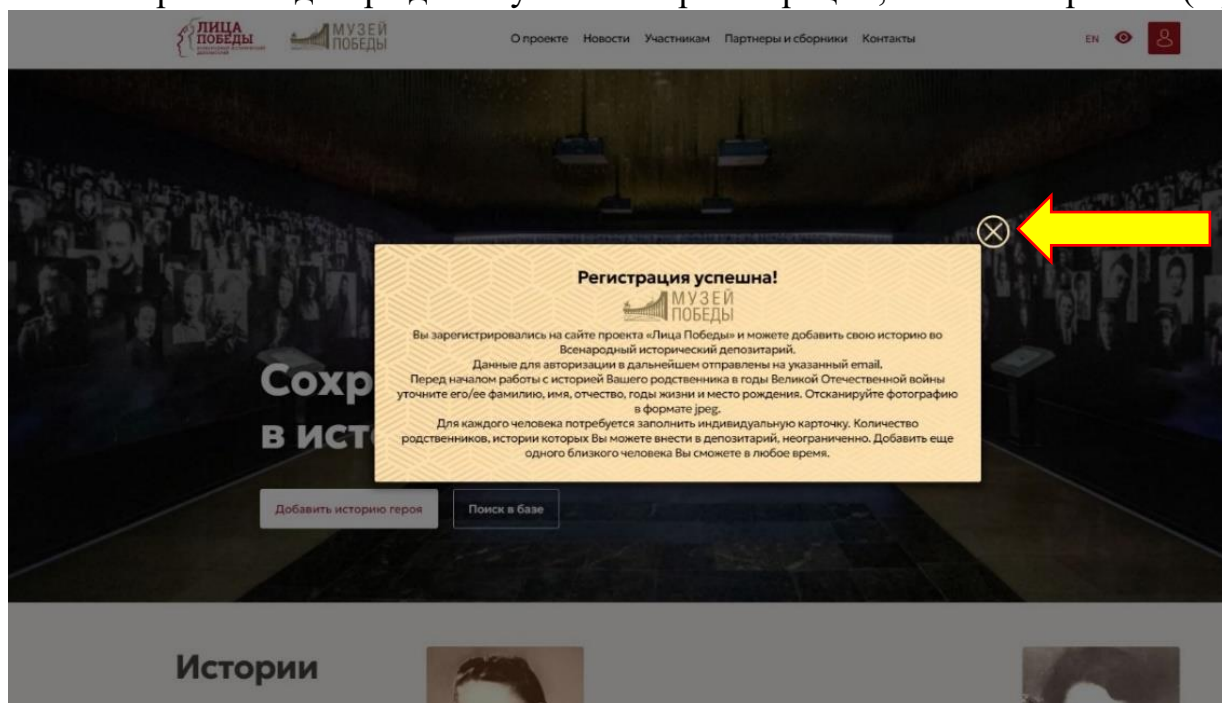 ЛИЦА
ПОБЕДЫ
МУЗЕЙ
ПОБЕДЫ
О проекте Новости Участникам Партнеры и сборники Контакты
EN
Регистрация успешна!
МУЗЕЙ
ПОБЕДЫ
Вы зарегистрировались на сайте проекта «Лица Победы» и можете добавить свою историю во
Всенародный исторический депозитарий.
Данные для авторизации в дальнейшем отправлены на указанный email.
Перед началом работы с историей Вашего родственника в годы Великой Отечественной войны
уточните его/ее фамилию, имя, отчество, годы жизни и место рождения. Отсканируйте фотографию
в формате jpeg.
Для каждого человека потребуется заполнить индивидуальную карточку. Количество
родственников, истории которых Вы можете внести в депозитарий, неограниченно. Добавить еще
одного близкого человека Вы сможете в любое время.
Сохр
в ист
Добавить историю героя Поиск в базе
Истории